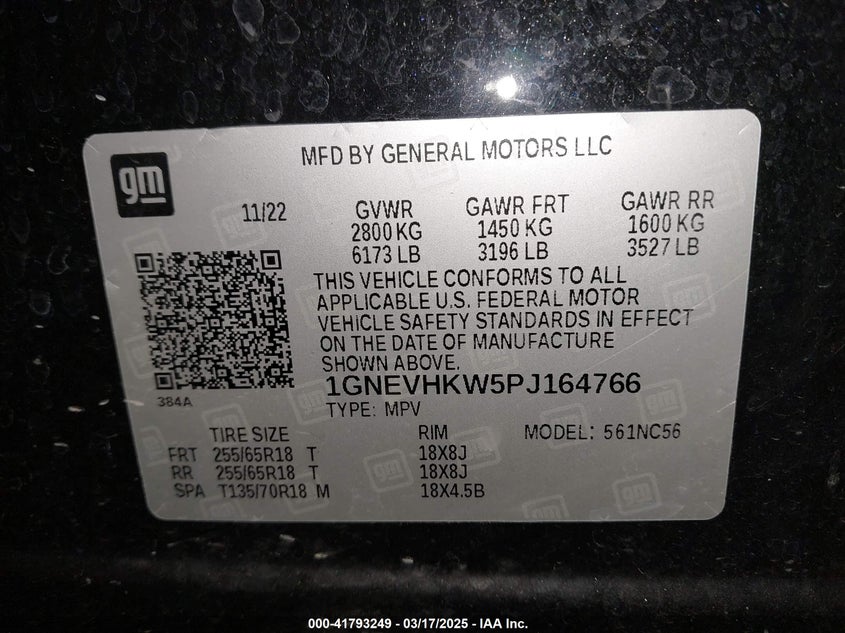 gm
MFD BY GENERAL MOTORS LLC
11/22
GVWR GAWR FRT GAWR RR
2800 KG 1450 KG 1600 KG
6173 LB 3196 LB 3527 LB
THIS VEHICLE CONFORMS TO ALL
APPLICABLE U.S. FEDERAL MOTOR
VEHICLE SAFETY STANDARDS IN EFFECT
ON THE DATE OF MANUFACTURE
SHOWN ABOVE.
384A
1GNEVHKW5PJ164766
TYPE: MPV
TIRE SIZE RIM MODEL: 561NC56
FRT 255/65R18 T 18X8J
RR 255/65R18 T 18X8J
SPA T135/70R18 M 18X4.5B
000-41793249 - 03/17/2025 - IAA Inc.